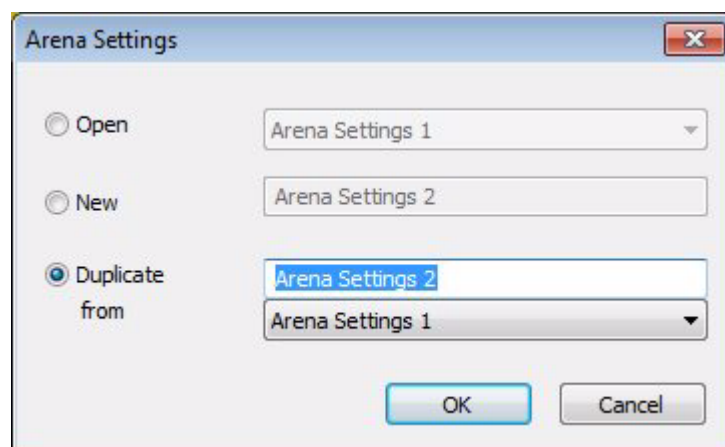 Arena Settings
Open
Arena Settings 1
New
Arena Settings 2
Duplicate
Arena Settings 2
from
Arena Settings 1
OK
Cancel